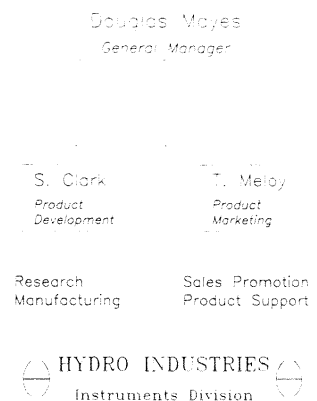 Douglas Mayes
General Manager
S. Clark
Product
Development
T. Meloy
Product
Marketing
Research
Manufacturing
Sales Promotion
Product Support
HYDRO INDUSTRIES
Instruments Division